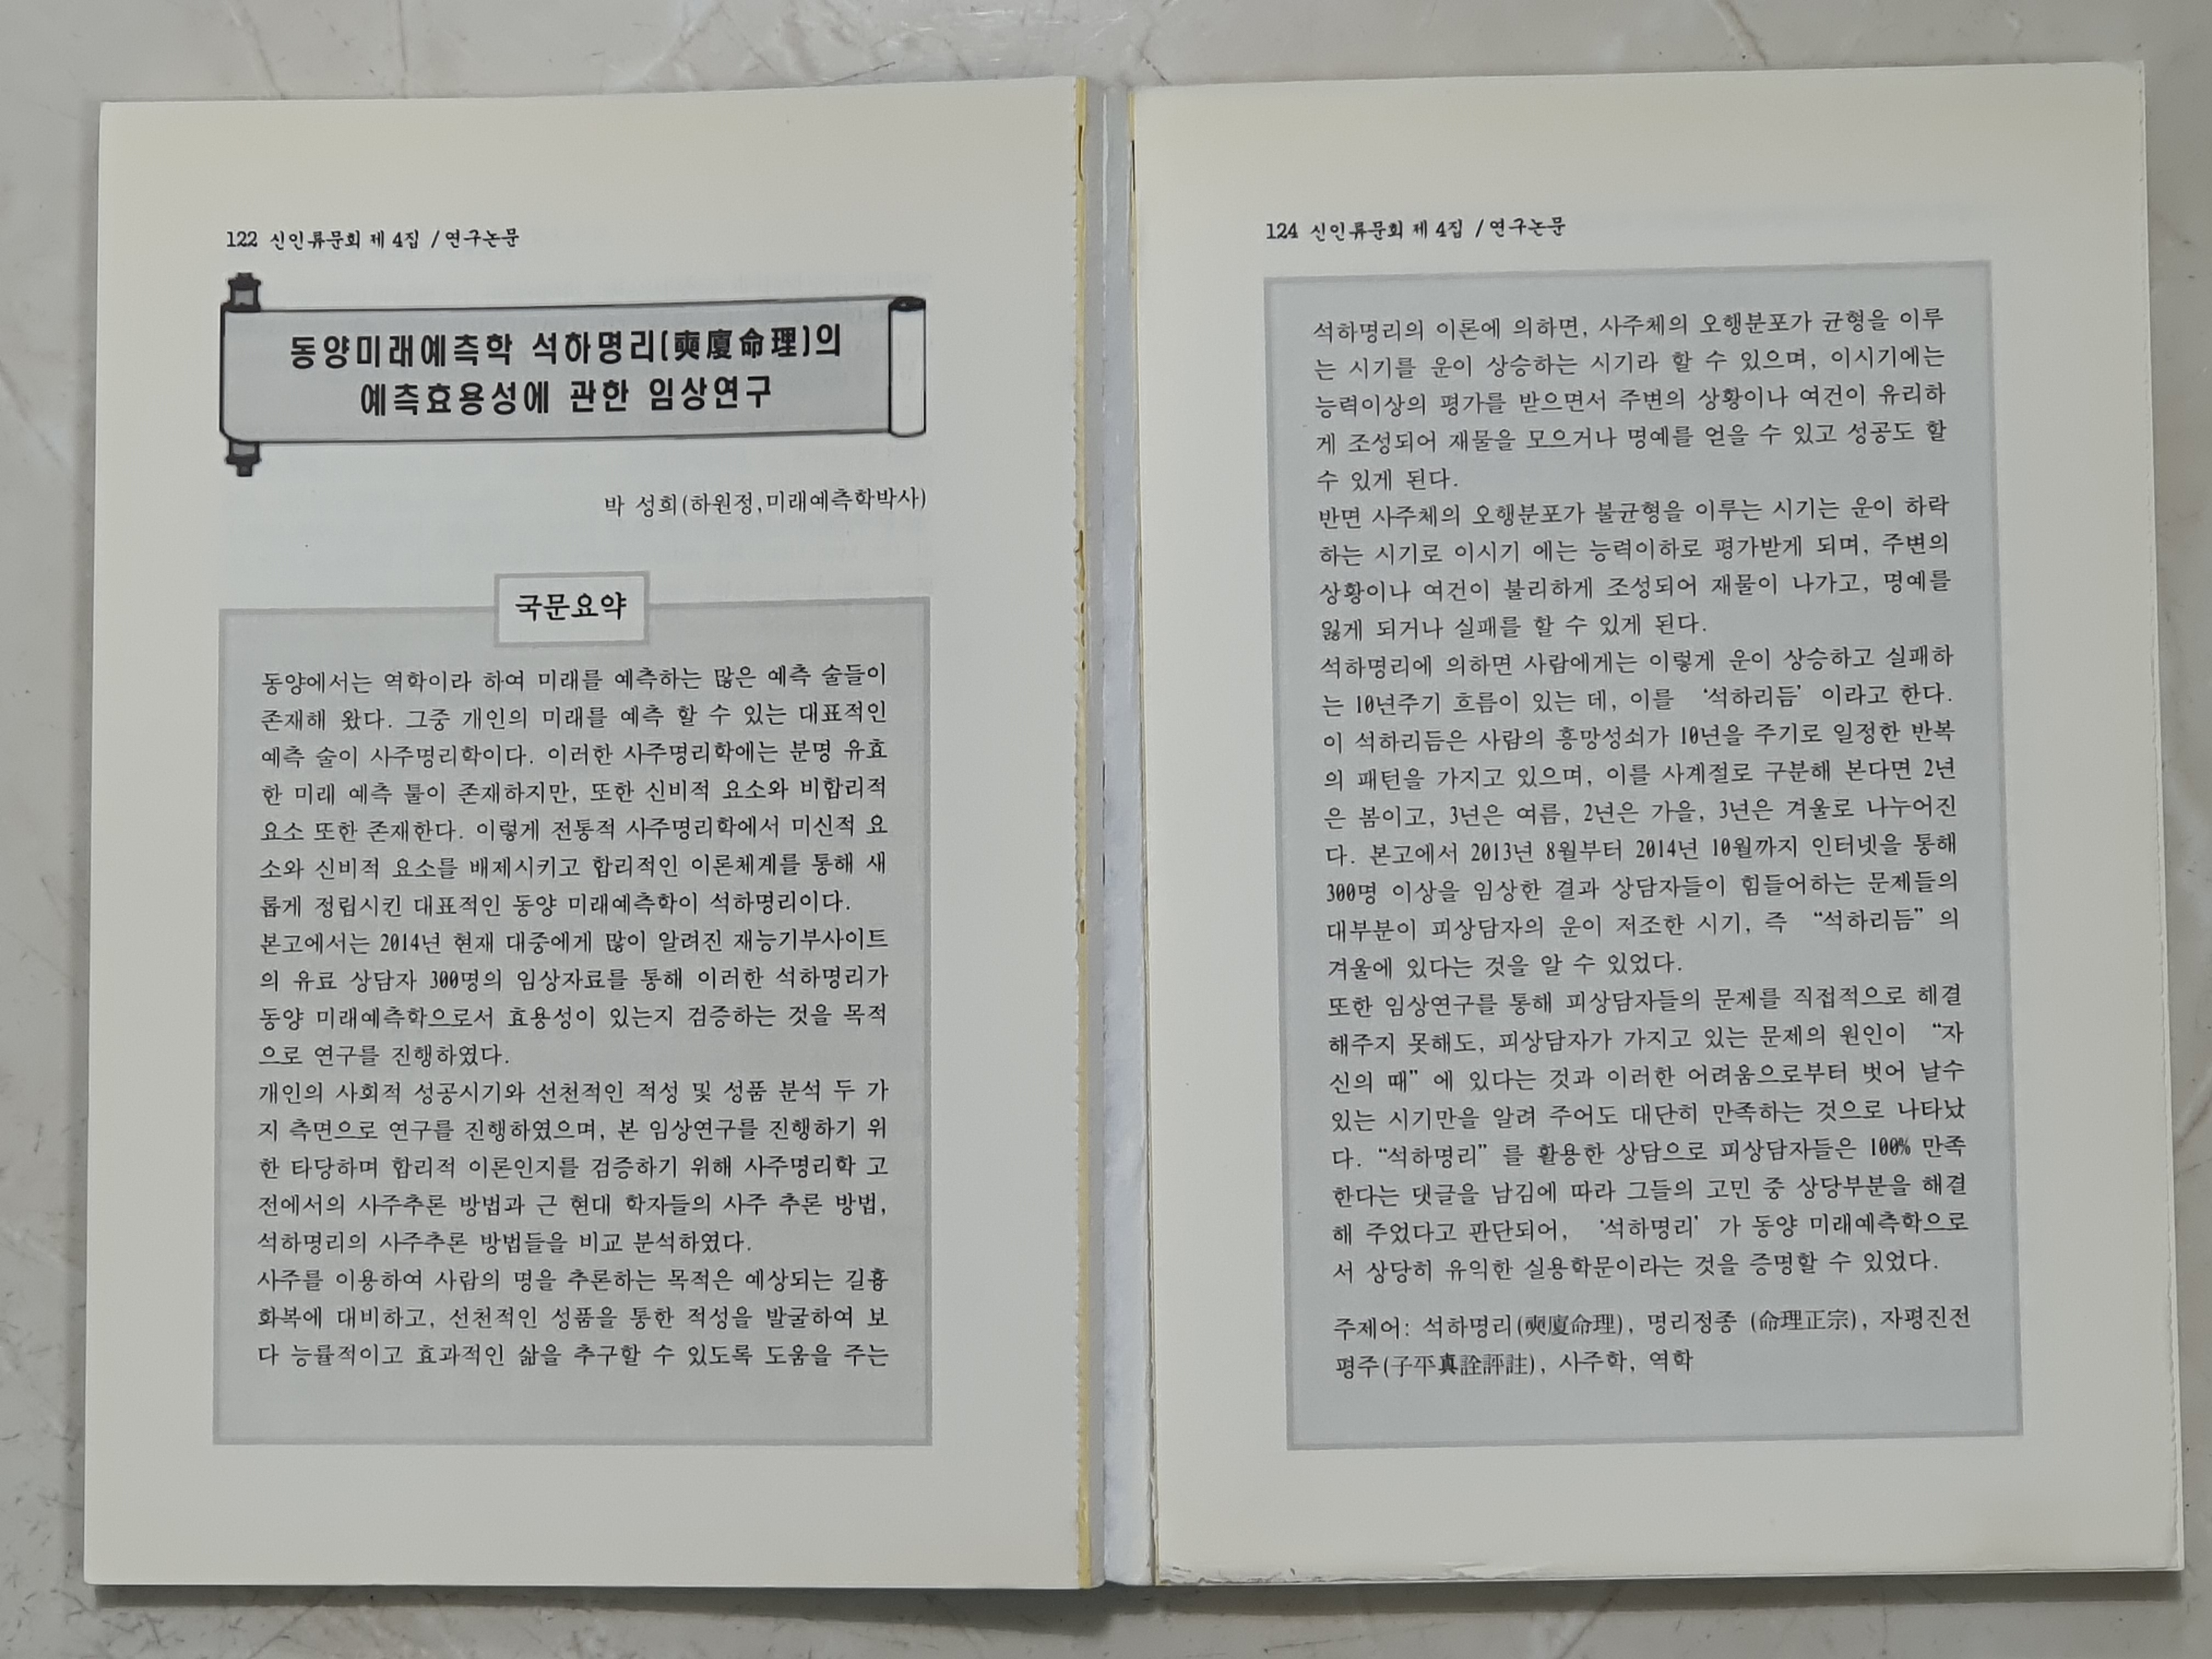 122 신인류문회 제 4집 /연구논문
동양미래예측학 석하명리(奭廈命理)의
예측효용성에 관한 임상연구
박 성희(하원정,미래예측학박사)
국문요약
동양에서는 역학이라 하여 미래를 예측하는 많은 예측 술들이
존재해 왔다. 그중 개인의 미래를 예측 할 수 있는 대표적인
예측 술이 사주명리학이다. 이러한 사주명리학에는 분명 유효
한 미래 예측 툴이 존재하지만, 또한 신비적 요소와 비합리적
요소 또한 존재한다. 이렇게 전통적 사주명리학에서 미신적 요
소와 신비적 요소를 배제시키고 합리적인 이론체계를 통해 새
롭게 정립시킨 대표적인 동양 미래예측학이 석하명리이다.
본고에서는 2014년 현재 대중에게 많이 알려진 재능기부사이트
의 유료 상담자 300명의 임상자료를 통해 이러한 석하명리가
동양 미래예측학으로서 효용성이 있는지 검증하는 것을 목적
으로 연구를 진행하였다.
개인의 사회적 성공시기와 선천적인 적성 및 성품 분석 두 가
지 측면으로 연구를 진행하였으며, 본 임상연구를 진행하기 위
한 타당하며 합리적 이론인지를 검증하기 위해 사주명리학 고
전에서의 사주추론 방법과 근 현대 학자들의 사주 추론 방법,
석하명리의 사주추론 방법들을 비교 분석하였다.
사주를 이용하여 사람의 명을 추론하는 목적은 예상되는 길흉
화복에 대비하고, 선천적인 성품을 통한 적성을 발굴하여 보
다 능률적이고 효과적인 삶을 추구할 수 있도록 도움을 주는
124 신인류문회 제 4집 /연구논문
석하명리의 이론에 의하면, 사주체의 오행분포가 균형을 이루
는 시기를 운이 상승하는 시기라 할 수 있으며, 이시기에는
능력이상의 평가를 받으면서 주변의 상황이나 여건이 유리하
게 조성되어 재물을 모으거나 명예를 얻을 수 있고 성공도 할
수 있게 된다.
반면 사주체의 오행분포가 불균형을 이루는 시기는 운이 하락
하는 시기로 이시기 에는 능력이하로 평가받게 되며, 주변의
상황이나 여건이 불리하게 조성되어 재물이 나가고, 명예를
잃게 되거나 실패를 할 수 있게 된다.
석하명리에 의하면 사람에게는 이렇게 운이 상승하고 실패하
는 10년주기 흐름이 있는 데, 이를 ‘석하리듬’ 이라고 한다.
이 석하리듬은 사람의 흥망성쇠가 10년을 주기로 일정한 반복
의 패턴을 가지고 있으며, 이를 사계절로 구분해 본다면 2년
은 봄이고, 3년은 여름, 2년은 가을, 3년은 겨울로 나누어진
다. 본고에서 2013년 8월부터 2014년 10월까지 인터넷을 통해
300명 이상을 임상한 결과 상담자들이 힘들어하는 문제들의
대부분이 피상담자의 운이 저조한 시기, 즉 “석하리듬” 의
겨울에 있다는 것을 알 수 있었다.
또한 임상연구를 통해 피상담자들의 문제를 직접적으로 해결
해주지 못해도, 피상담자가 가지고 있는 문제의 원인이 “자
신의 때” 에 있다는 것과 이러한 어려움으로부터 벗어 날수
있는 시기만을 알려 주어도 대단히 만족하는 것으로 나타났
다. “석하명리” 를 활용한 상담으로 피상담자들은 100% 만족
한다는 댓글을 남김에 따라 그들의 고민 중 상당부분을 해결
해 주었다고 판단되어, ‘석하명리’ 가 동양 미래예측학으로
서 상당히 유익한 실용학문이라는 것을 증명할 수 있었다.
주제어: 석하명리(奭廈命理), 명리정종 (命理正宗), 자평진전
평주(子平真詮評註), 사주학, 역학